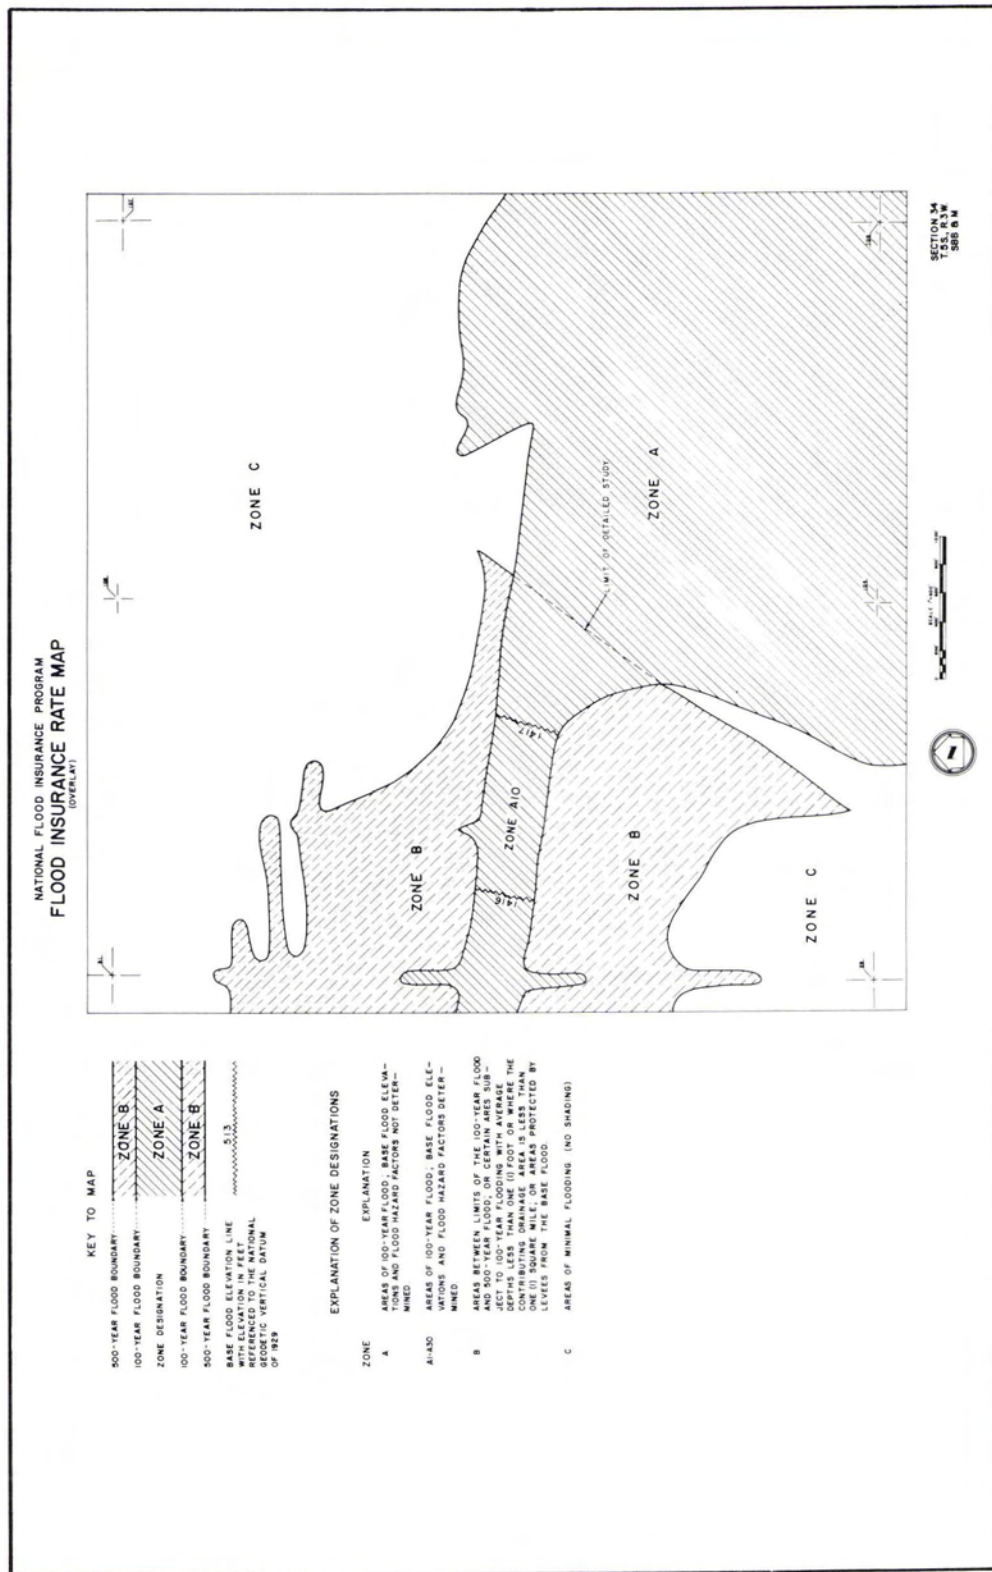 NATIONAL FLOOD INSURANCE PROGRAM
FLOOD INSURANCE RATE MAP
(OVERLAY)
KEY TO MAP
500-YEAR FLOOD BOUNDARY
100-YEAR FLOOD BOUNDARY
ZONE DESIGNATION
100-YEAR FLOOD BOUNDARY
500-YEAR FLOOD BOUNDARY
ZONE B
ZONE A
ZONE B
BASE FLOOD ELEVATION LINE
WITH ELEVATION IN FEET
REFERENCED TO THE NATIONAL
GEODETIC VERTICAL DATUM
OF 1929
513
EXPLANATION OF ZONE DESIGNATIONS
ZONE EXPLANATION
A AREAS OF 100-YEAR FLOOD; BASE FLOOD ELEVA-
TIONS AND FLOOD HAZARD FACTORS NOT DETER-
MINED
A1-A30 AREAS OF 100-YEAR FLOOD; BASE FLOOD ELE-
VATIONS AND FLOOD HAZARD FACTORS DETER-
MINED
B AREAS BETWEEN LIMITS OF THE 100-YEAR FLOOD
AND 500-YEAR FLOOD; OR CERTAIN ARES SUB-
JECT TO 100-YEAR FLOODING WITH AVERAGE
DEPTHS LESS THAN ONE (1) FOOT OR WHERE THE
CONTRIBUTING DRAINAGE AREA IS LESS THAN
ONE (1) SQUARE MILE; OR AREAS PROTECTED BY
LEVEES FROM THE BASE FLOOD.
C AREAS OF MINIMAL FLOODING. (NO SHADING)
ZONE C
ZONE B
ZONE A10
1416
1417
ZONE B
ZONE C
LIMIT OF DETAILED STUDY
ZONE A
SECTION 34
T.5S., R.3W.
SBB & M